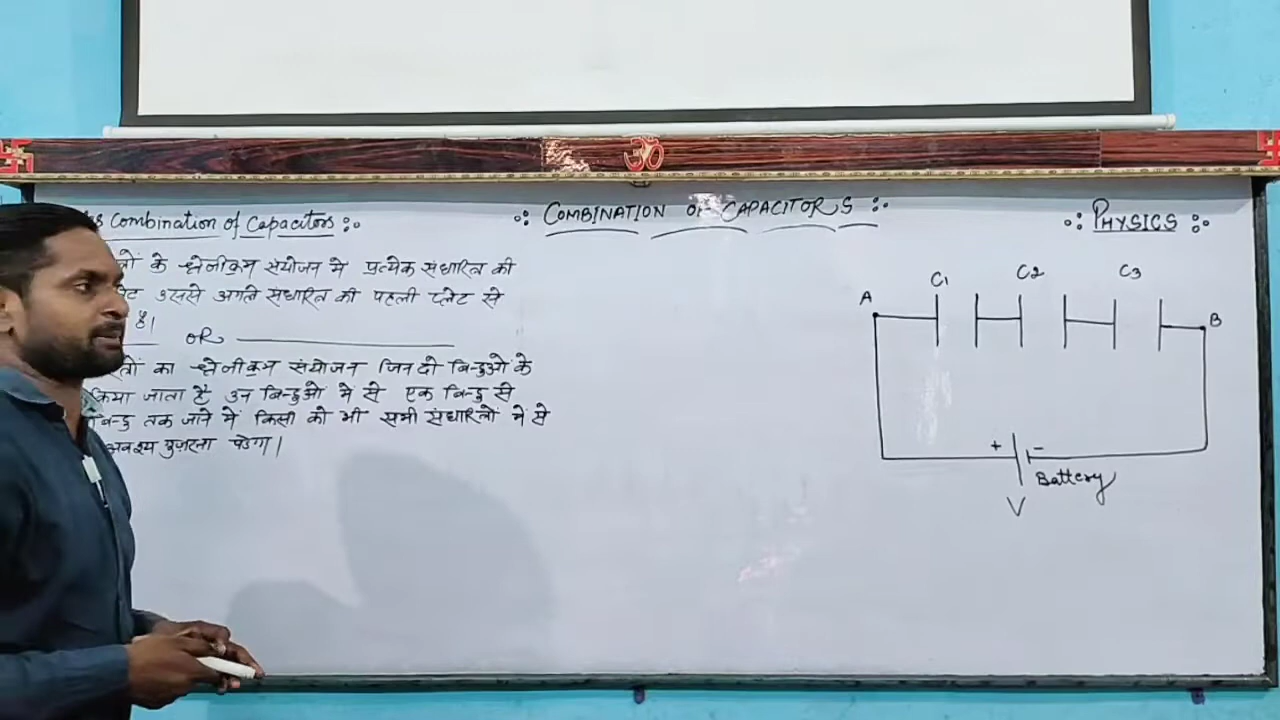 Combination of Capacitors :
COMBINATION OF CAPACITORS
PHYSICS
के श्रेनीक्रम संयोजन मे प्रत्येक संधारित्र की
उससे अगले संधारित्र की पहली प्लेट से
है।
OR
का श्रेनीक्रम संयोजन जिन दो बिन्दुओ के
किया जाता है उन बिन्दुओं में से एक बिन्दु से
तक जाने में किसी को भी सभी संधारित्रो में से
अवश्य गुज़रना पडेगा।
C1 C2 C3
A B
+ -
Battery
V
ॐ